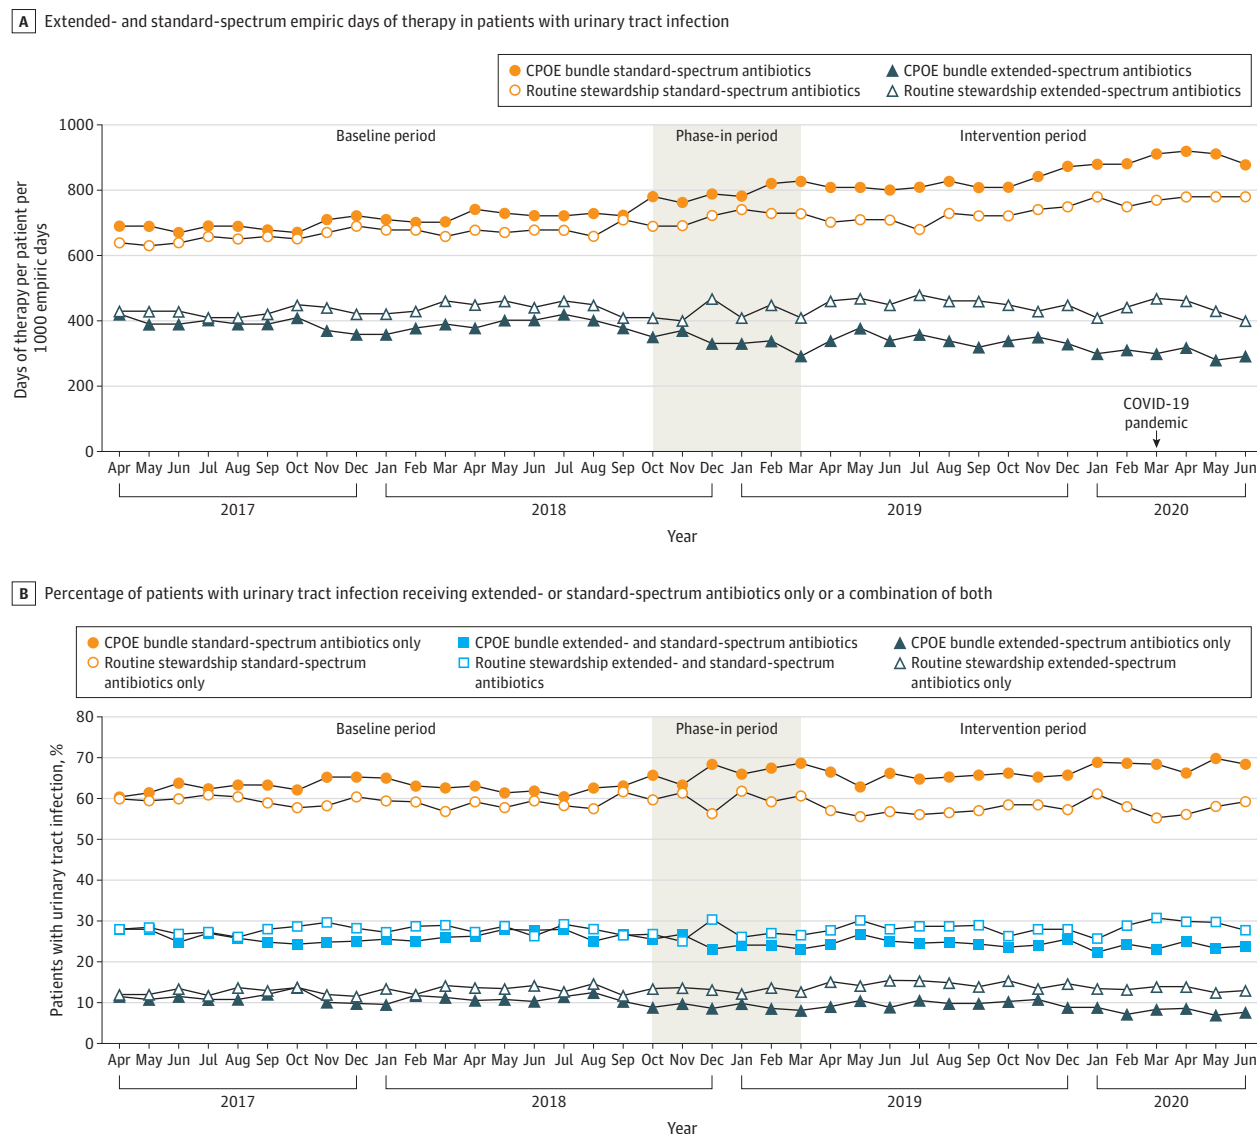 A Extended- and standard-spectrum empiric days of therapy in patients with urinary tract infection
CPOE bundle standard-spectrum antibiotics
CPOE bundle extended-spectrum antibiotics
Routine stewardship standard-spectrum antibiotics
Routine stewardship extended-spectrum antibiotics
Days of therapy per patient per
1000 empiric days
1000
800
600
400
200
0
Baseline period
Phase-in period
Intervention period
COVID-19
pandemic
Apr May Jun Jul Aug Sep Oct Nov Dec Jan Feb Mar Apr May Jun Jul Aug Sep Oct Nov Dec Jan Feb Mar Apr May Jun Jul Aug Sep Oct Nov Dec Jan Feb Mar Apr May Jun
2017 2018 2019 2020
Year
B Percentage of patients with urinary tract infection receiving extended- or standard-spectrum antibiotics only or a combination of both
CPOE bundle standard-spectrum antibiotics only
CPOE bundle extended- and standard-spectrum antibiotics
CPOE bundle extended-spectrum antibiotics only
Routine stewardship standard-spectrum
antibiotics only
Routine stewardship extended- and standard-spectrum
antibiotics
Routine stewardship extended-spectrum
antibiotics only
Patients with urinary tract infection, %
80
70
60
50
40
30
20
10
0
Baseline period
Phase-in period
Intervention period
Apr May Jun Jul Aug Sep Oct Nov Dec Jan Feb Mar Apr May Jun Jul Aug Sep Oct Nov Dec Jan Feb Mar Apr May Jun Jul Aug Sep Oct Nov Dec Jan Feb Mar Apr May Jun
2017 2018 2019 2020
Year